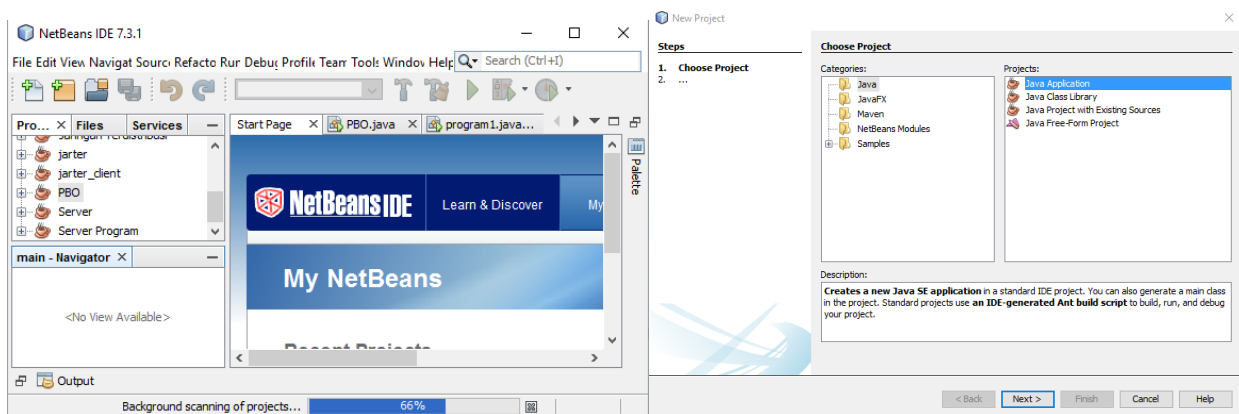 NetBeans IDE 7.3.1
File Edit View Navigat Sourc Refacto Run Debug Profile Team Tools Window Help Search (Ctrl+I)
Pro... Files Services
Start Page PBO.java program1.java...
jarter
jarter_client
PBO
Server
Server Program
main - Navigator
<No View Available>
NetBeans IDE Learn & Discover My
My NetBeans
Palette
Output
Background scanning of projects... 66%
New Project
Steps
1. Choose Project
2. ...
Choose Project
Categories:
Java
JavaFX
Maven
NetBeans Modules
Samples
Projects:
Java Application
Java Class Library
Java Project with Existing Sources
Java Free-Form Project
Description:
Creates a new Java SE application in a standard IDE project. You can also generate a main class
in the project. Standard projects use an IDE-generated Ant build script to build, run, and debug
your project.
< Back Next > Finish Cancel Help